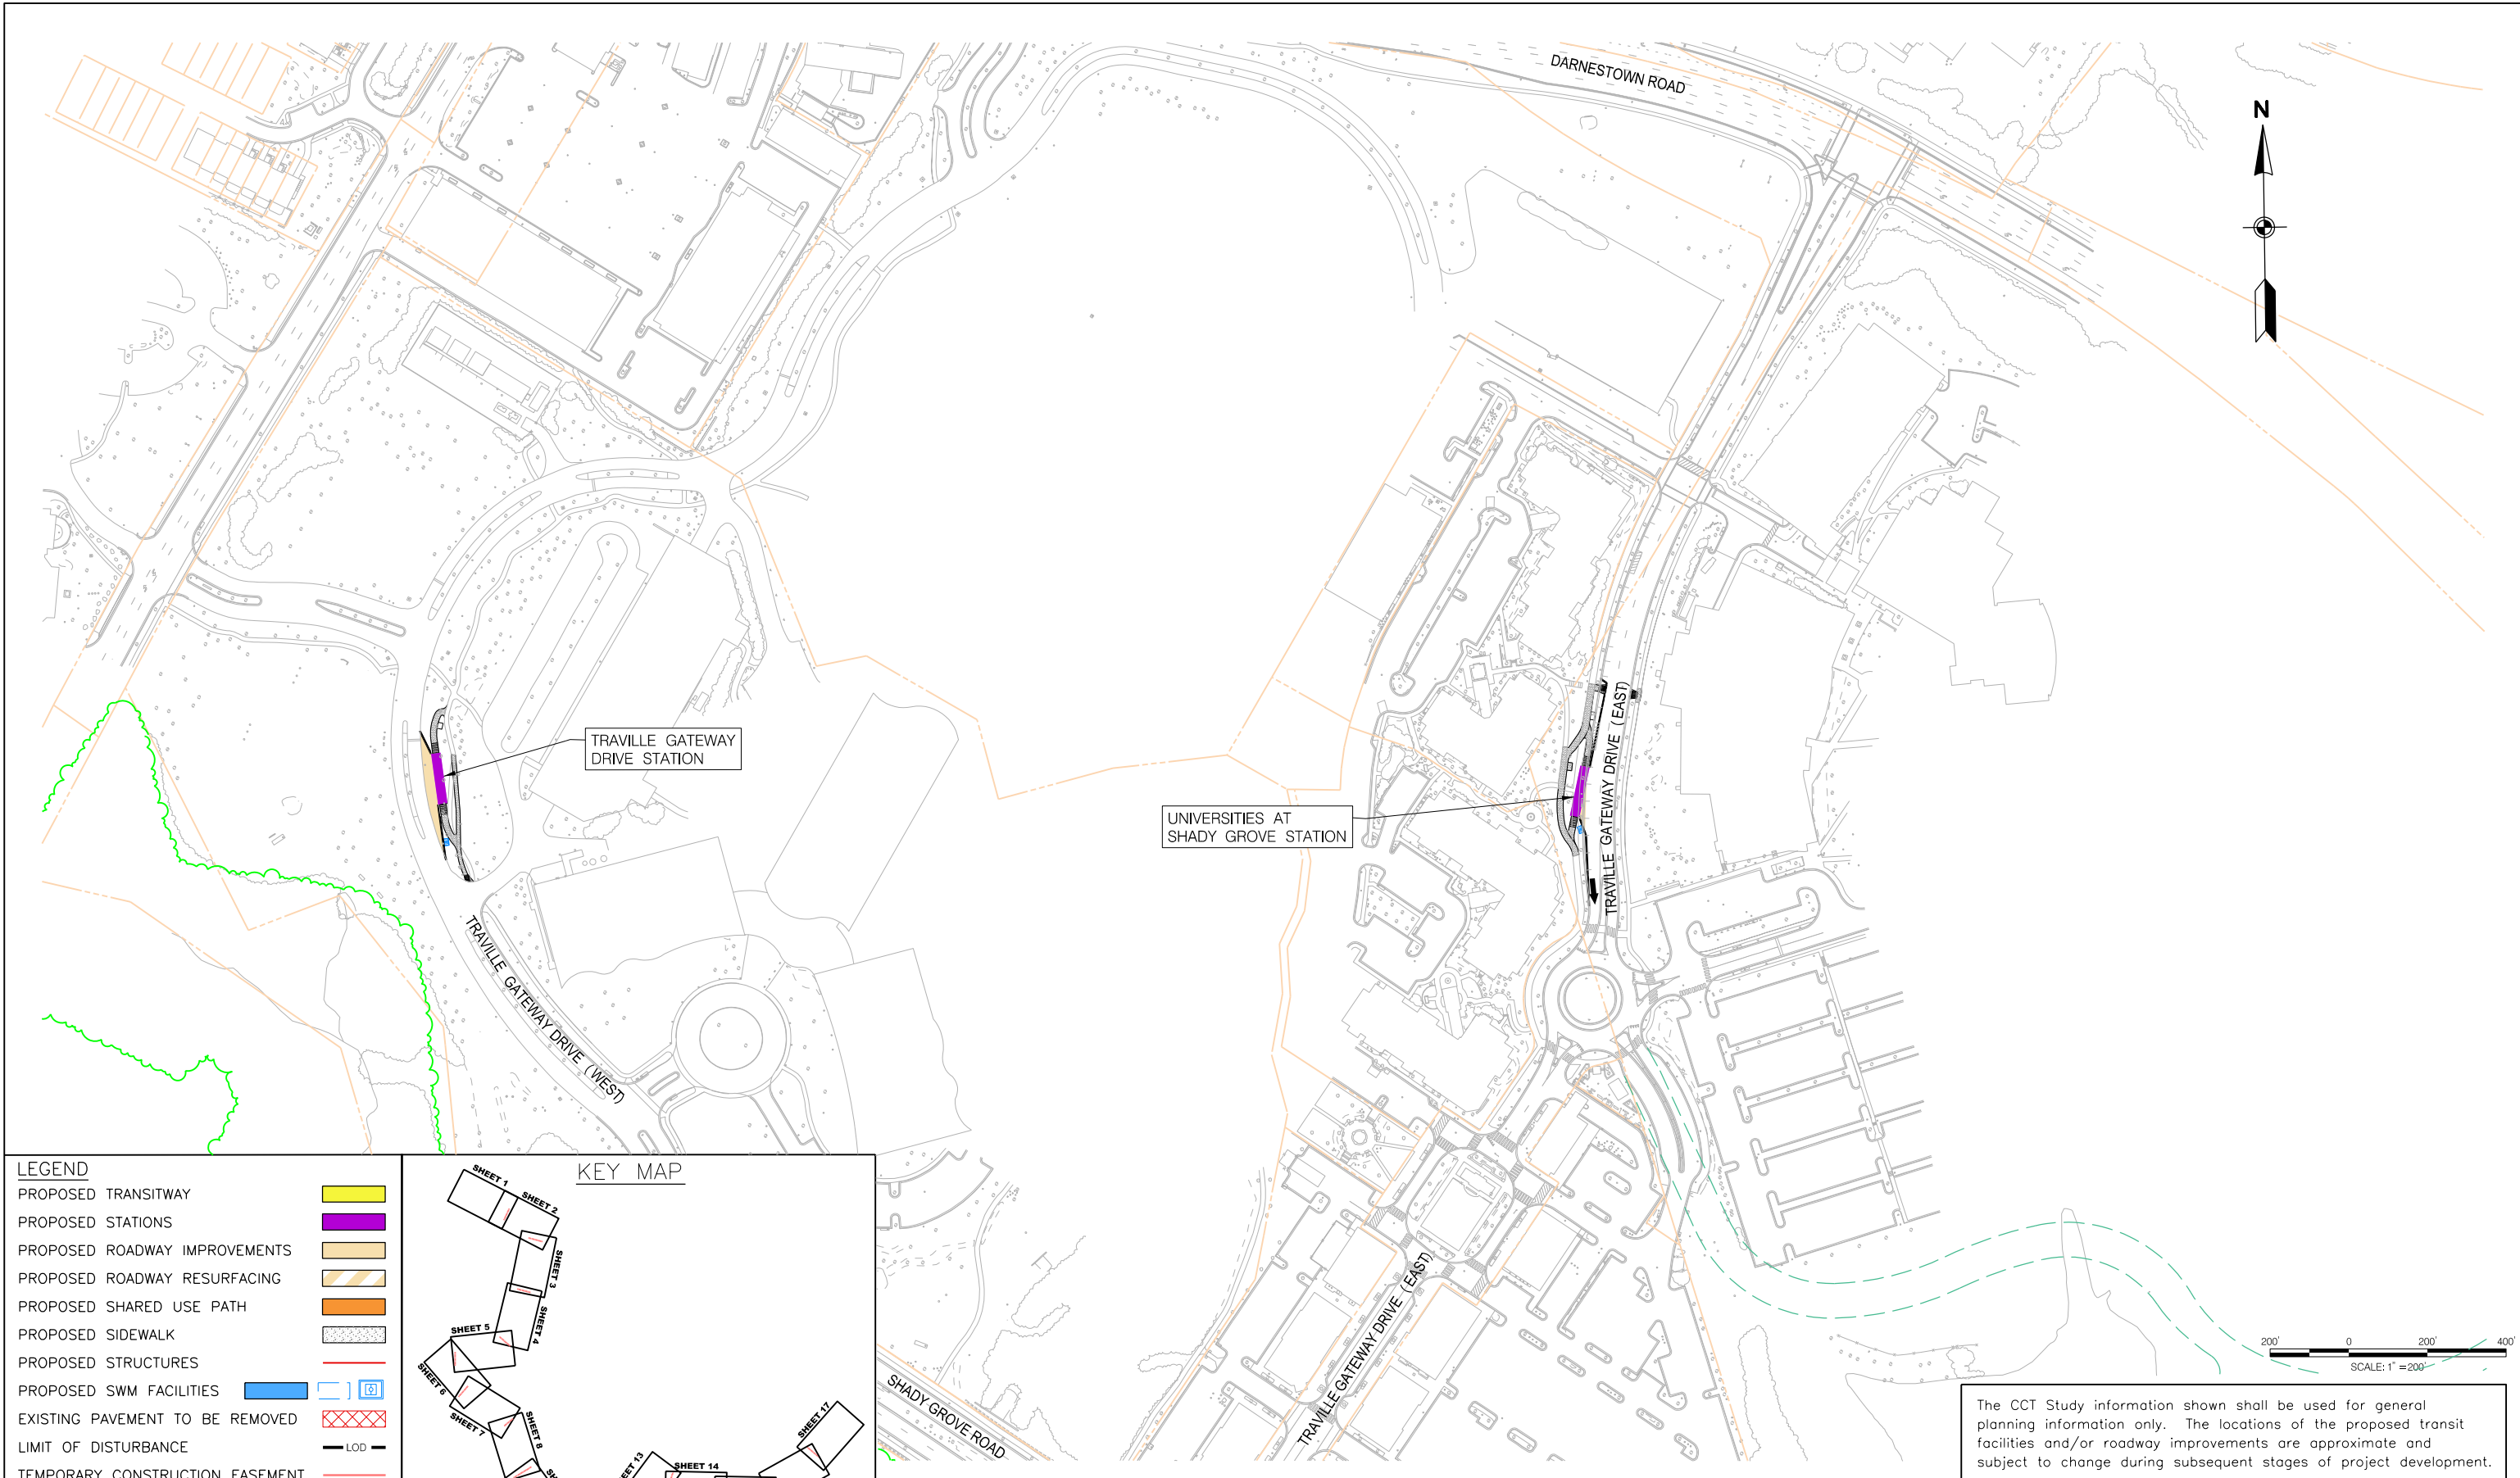 DARNESTOWN ROAD
N
TRAVILLE GATEWAY
DRIVE STATION
UNIVERSITIES AT
SHADY GROVE STATION
TRAVILLE GATEWAY DRIVE (EAST)
TRAVILLE GATEWAY DRIVE (WEST)
TRAVILLE GATEWAY DRIVE (EAST)
SHADY GROVE ROAD
200' 0 200' 400'
SCALE: 1" = 200'
LEGEND
PROPOSED TRANSITWAY
PROPOSED STATIONS
PROPOSED ROADWAY IMPROVEMENTS
PROPOSED ROADWAY RESURFACING
PROPOSED SHARED USE PATH
PROPOSED SIDEWALK
PROPOSED STRUCTURES
PROPOSED SWM FACILITIES
EXISTING PAVEMENT TO BE REMOVED
LIMIT OF DISTURBANCE
LOD
TEMPORARY CONSTRUCTION EASEMENT
KEY MAP
SHEET 1
SHEET 2
SHEET 3
SHEET 4
SHEET 5
SHEET 6
SHEET 7
SHEET 8
SHEET 13
SHEET 14
SHEET 17
The CCT Study information shown shall be used for general
planning information only. The locations of the proposed transit
facilities and/or roadway improvements are approximate and
subject to change during subsequent stages of project development.